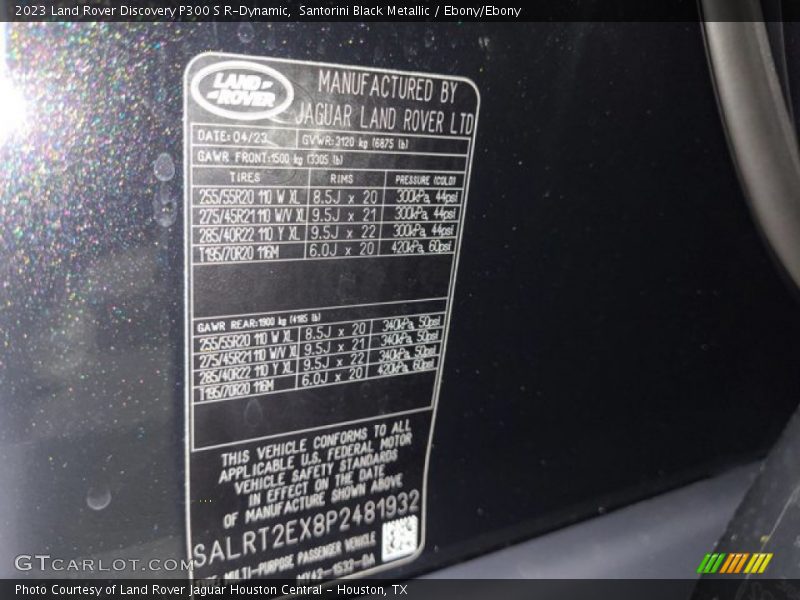 2023 Land Rover Discovery P300 S R-Dynamic, Santorini Black Metallic / Ebony/Ebony
LAND ROVER
MANUFACTURED BY
JAGUAR LAND ROVER LTD
DATE: 04/23 GVWR:3120 kg (6875 lb)
GAWR FRONT:1500 kg (3305 lb)
TIRES RIMS PRESSURE (COLD)
255/55R20 110 W XL 8.5J x 20 300kPa, 44psi
275/45R21 110 W/V XL 9.5J x 21 300kPa, 44psi
285/40R22 110 Y XL 9.5J x 22 300kPa, 44psi
T195/70R20 116M 6.0J x 20 420kPa, 60psi
GAWR REAR:1900 kg (4185 lb)
255/55R20 110 W XL 8.5J x 20 340kPa, 50psi
275/45R21 110 W/V XL 9.5J x 21 340kPa, 50psi
285/40R22 110 Y XL 9.5J x 22 340kPa, 50psi
T195/70R20 116M 6.0J x 20 420kPa, 60psi
THIS VEHICLE CONFORMS TO ALL
APPLICABLE U.S. FEDERAL MOTOR
VEHICLE SAFETY STANDARDS
IN EFFECT ON THE DATE
OF MANUFACTURE SHOWN ABOVE
SALRT2EX8P2481932
MULTI-PURPOSE PASSENGER VEHICLE
GTcarlot.com
Photo Courtesy of Land Rover Jaguar Houston Central - Houston, TX